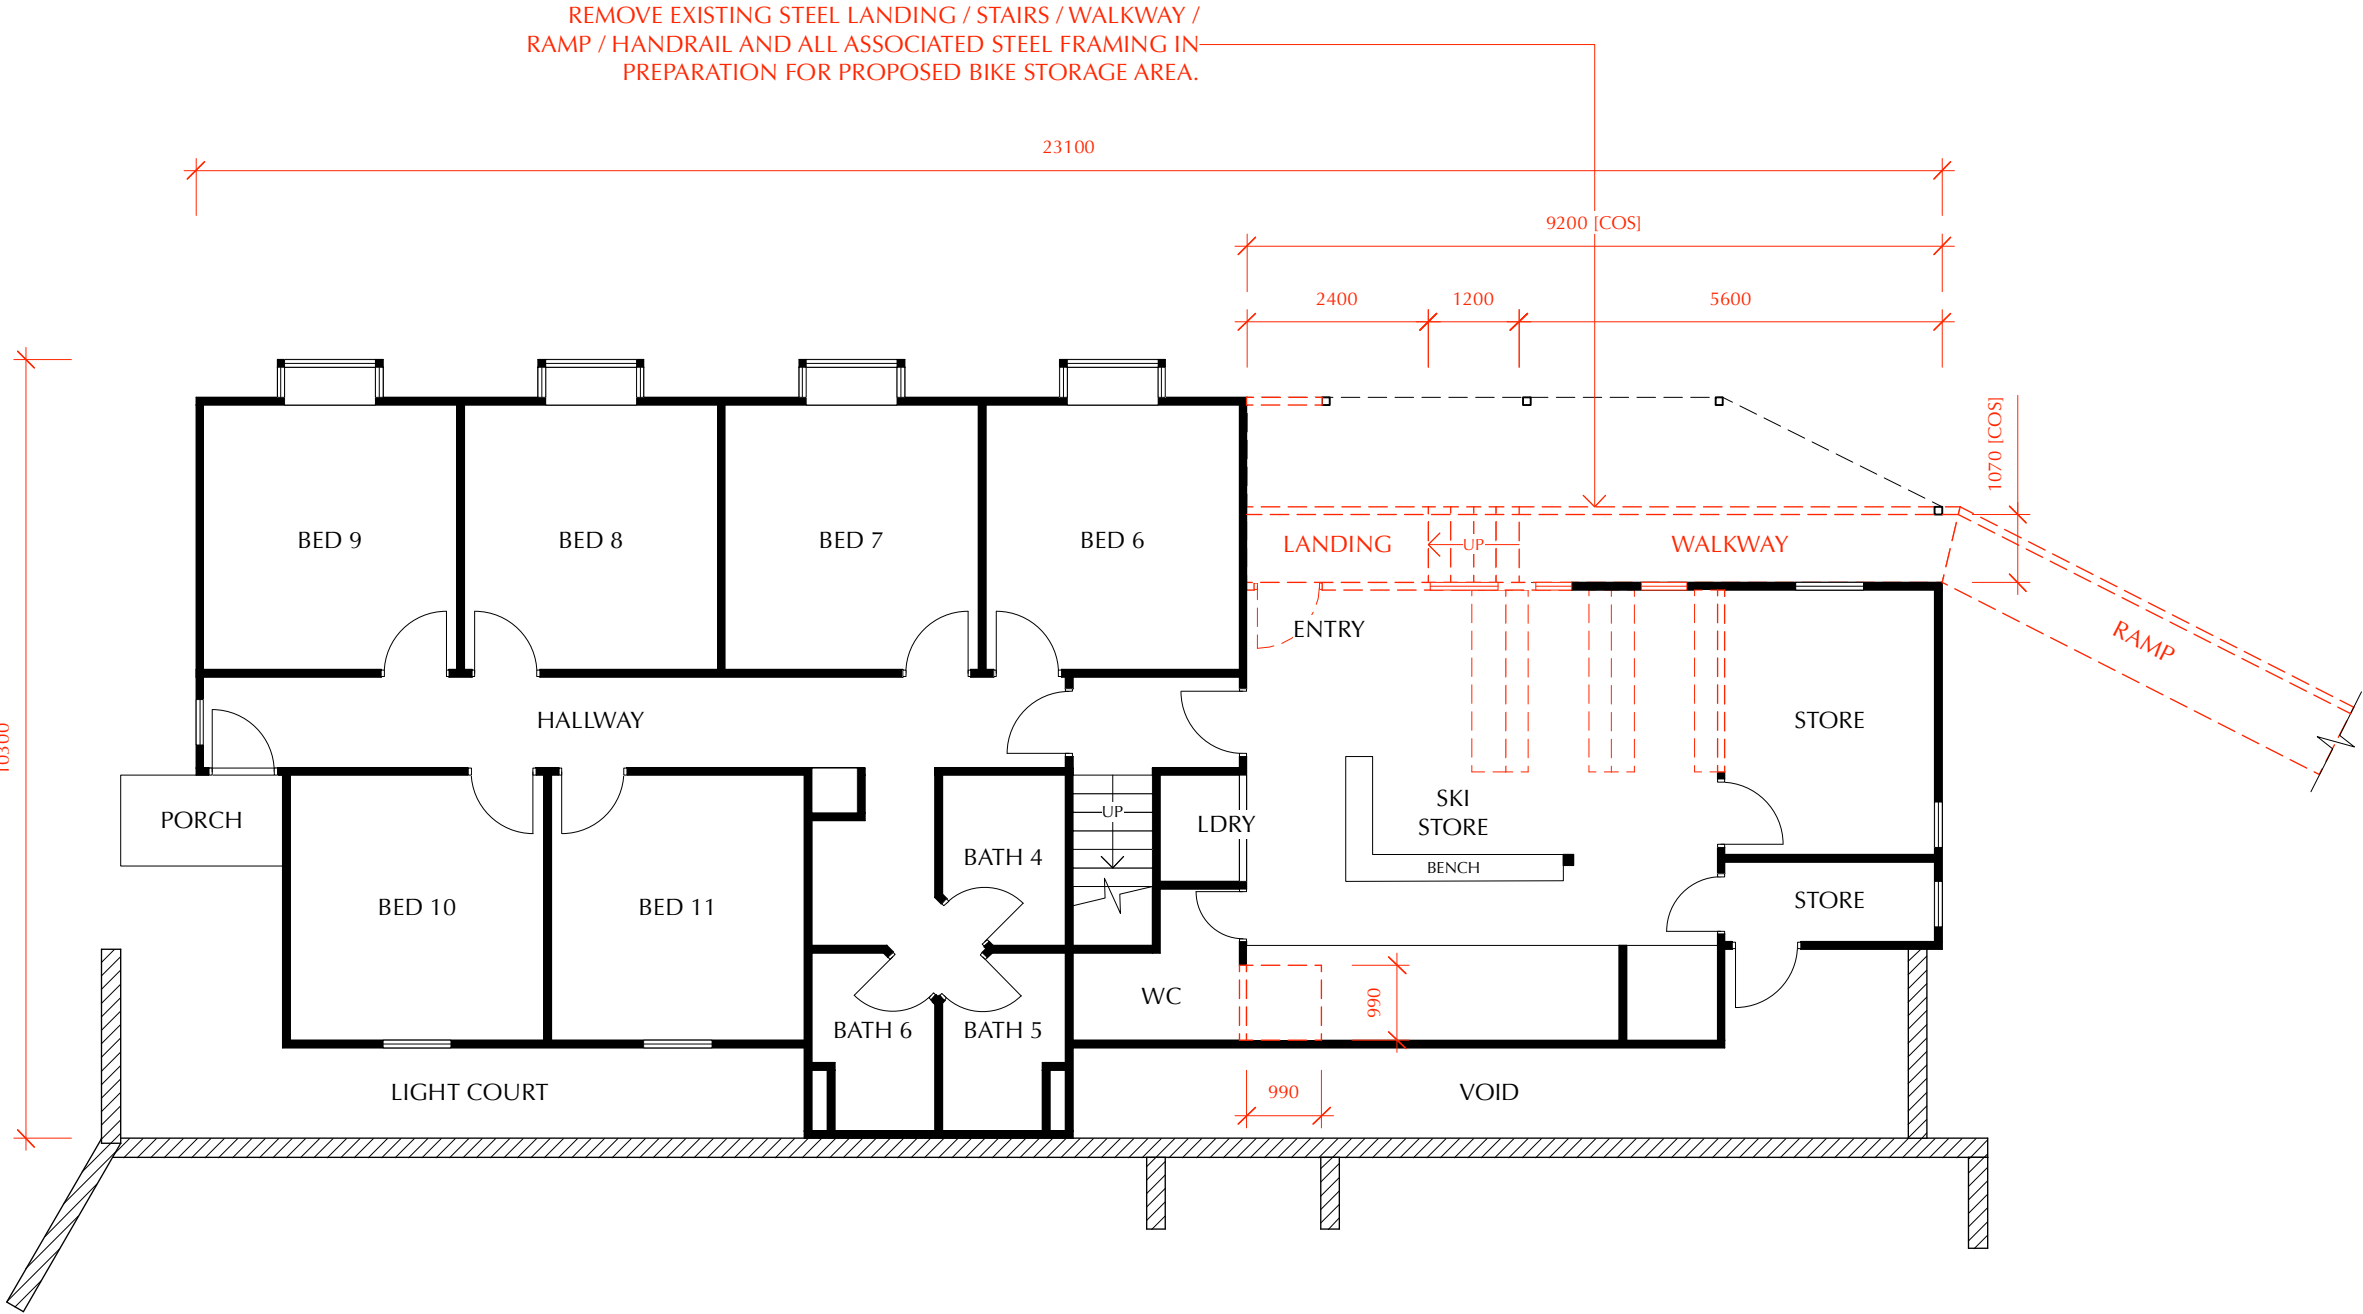 REMOVE EXISTING STEEL LANDING / STAIRS / WALKWAY /
RAMP / HANDRAIL AND ALL ASSOCIATED STEEL FRAMING IN
PREPARATION FOR PROPOSED BIKE STORAGE AREA.
23100
9200 [COS]
2400
1200
5600
1070 [COS]
BED 9
BED 8
BED 7
BED 6
LANDING
UP
WALKWAY
ENTRY
RAMP
HALLWAY
STORE
10300
PORCH
UP
LDRY
SKI
STORE
BENCH
BATH 4
BED 10
BED 11
STORE
WC
990
BATH 6
BATH 5
LIGHT COURT
990
VOID